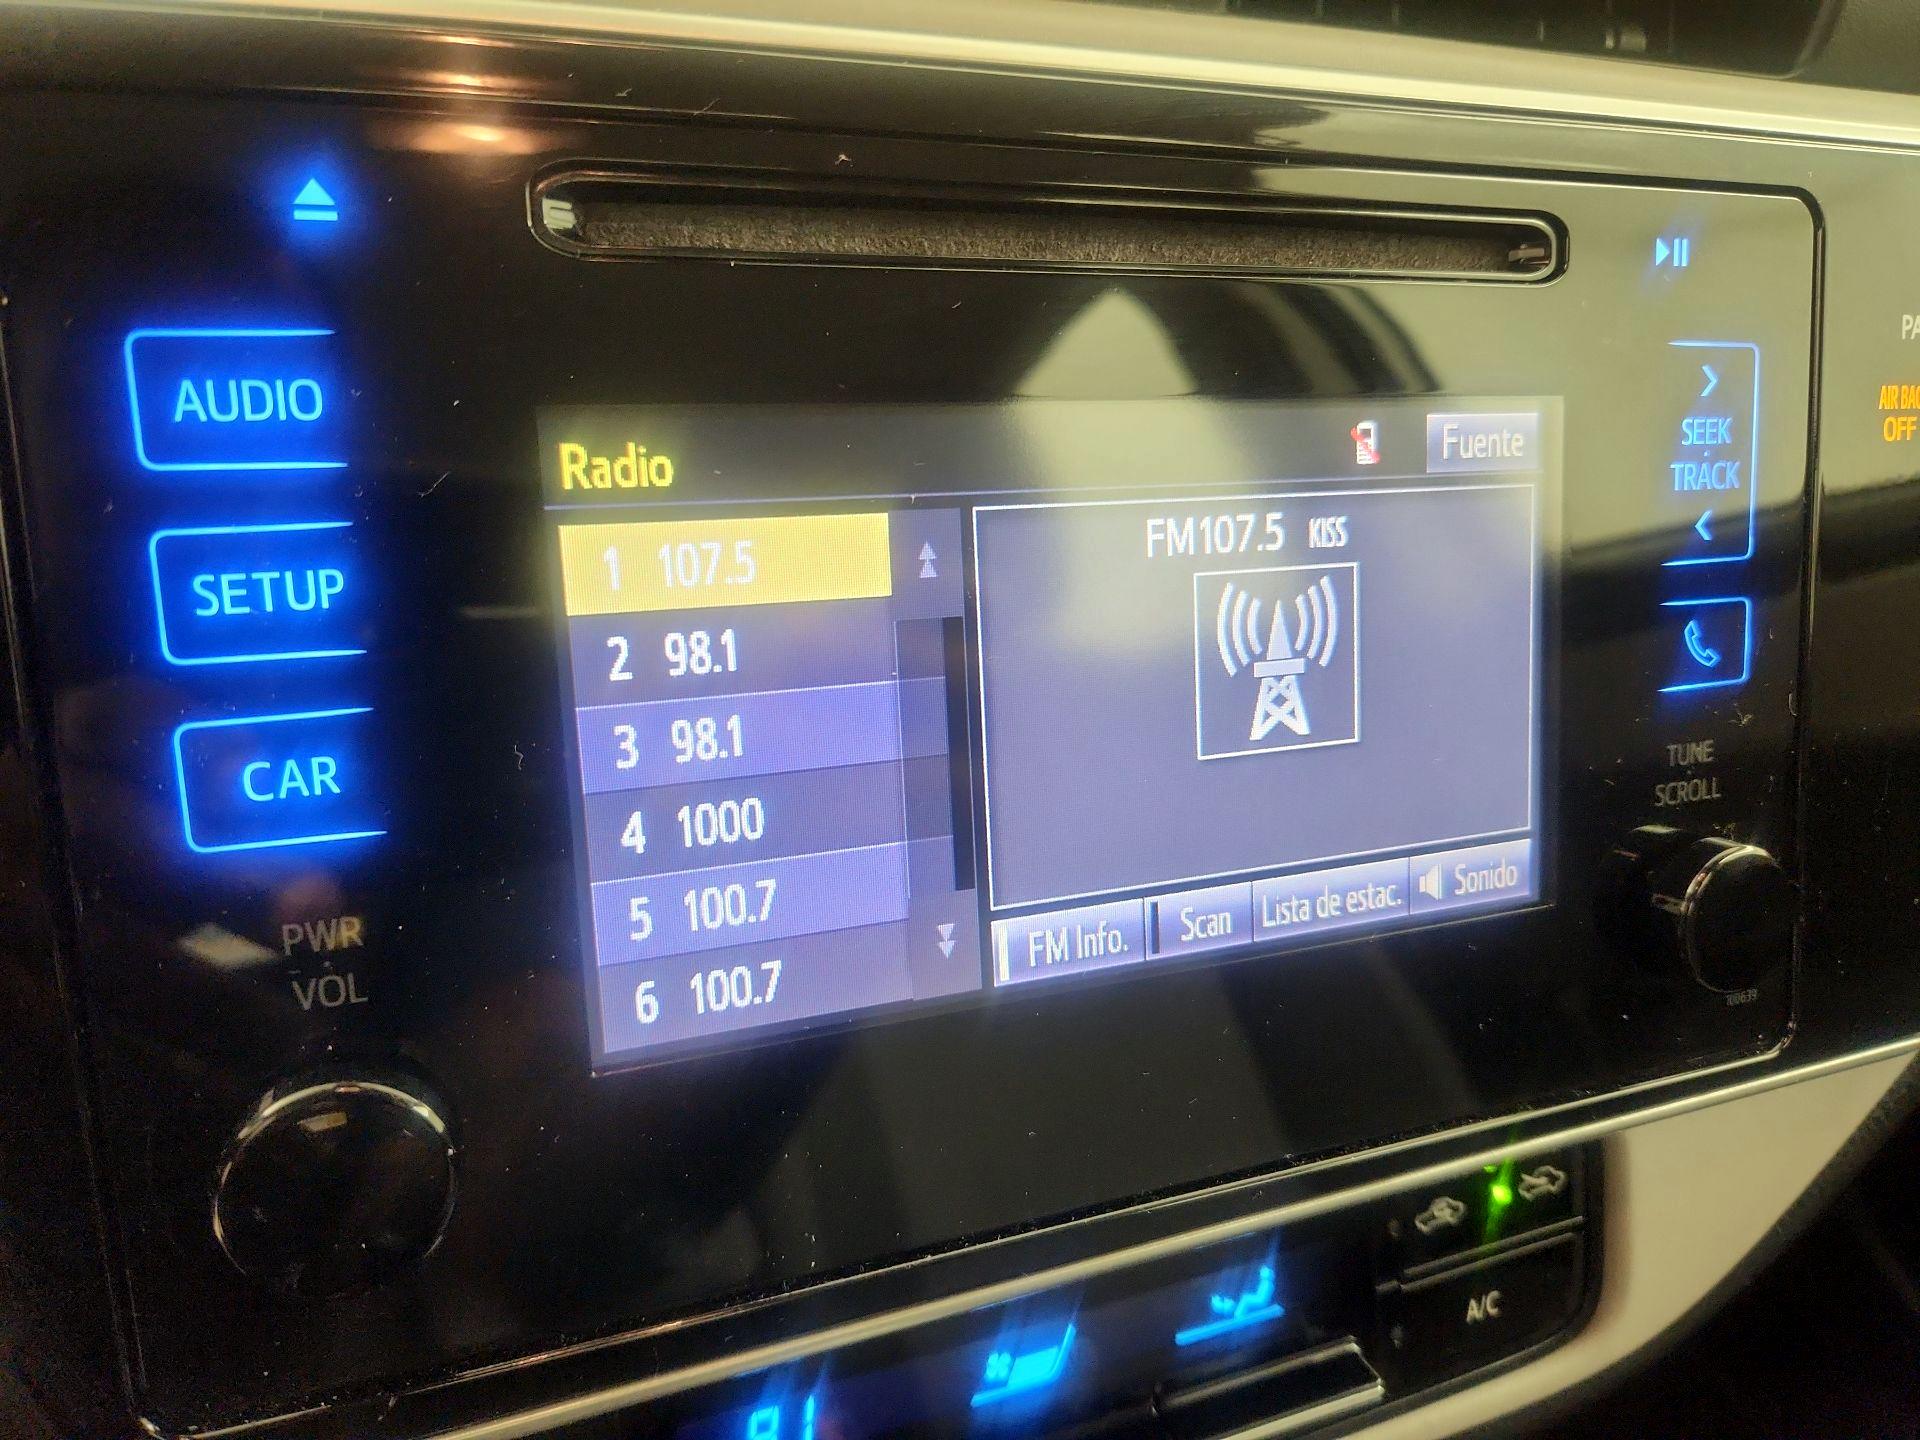 AUDIO
SETUP
CAR
PWR
VOL
Radio
Fuente
1 107.5
2 98.1
3 98.1
4 1000
5 100.7
6 100.7
FM107.5 KISS
FM Info.
Scan
Lista de estac.
Sonido
SEEK
TRACK
TUNE
SCROLL
100639
PA
AIR BAG
OFF
A/C